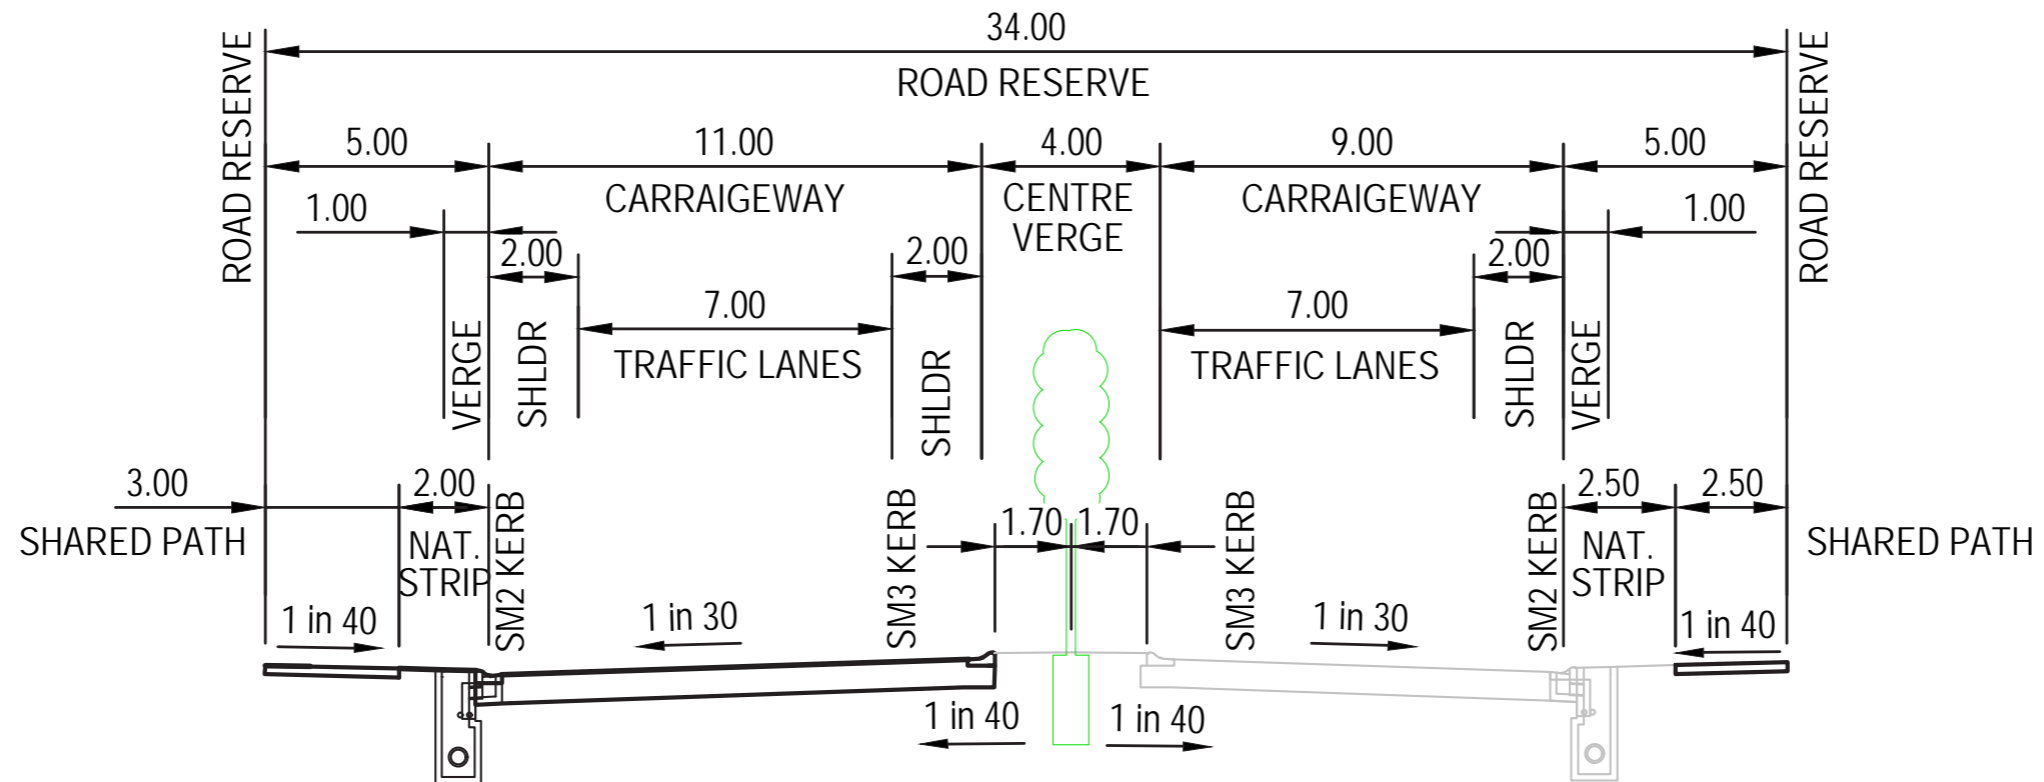 34.00
ROAD RESERVE
ROAD RESERVE
ROAD RESERVE
5.00
11.00
4.00
9.00
5.00
CARRAIGEWAY
CENTRE
VERGE
CARRAIGEWAY
1.00
1.00
2.00
2.00
2.00
7.00
7.00
TRAFFIC LANES
TRAFFIC LANES
VERGE
SHLDR
SHLDR
SHLDR
VERGE
3.00
2.00
2.50
2.50
SHARED PATH
NAT.
STRIP
SM2 KERB
SM3 KERB
1.70
1.70
SM3 KERB
SM2 KERB
NAT.
STRIP
SHARED PATH
1 in 40
1 in 30
1 in 30
1 in 40
1 in 40
1 in 40